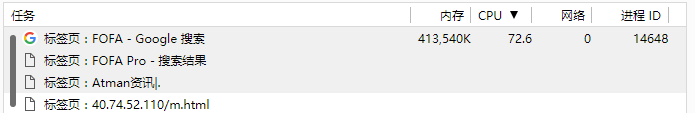 任务 内存 CPU ▼ 网络 进程 ID
标签页：FOFA - Google 搜索 413,540K 72.6 0 14648
标签页：FOFA Pro - 搜索结果
标签页：Atman资讯|.
标签页：40.74.52.110/m.html